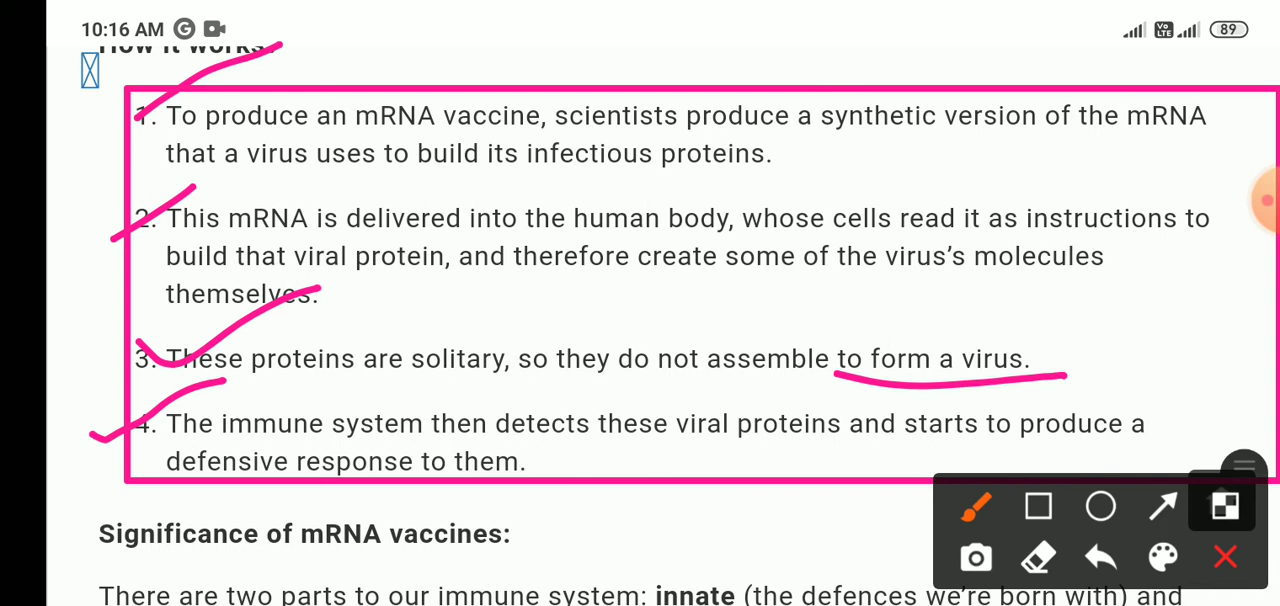 10:16 AM
VoLTE
89
How it works:
1. To produce an mRNA vaccine, scientists produce a synthetic version of the mRNA
that a virus uses to build its infectious proteins.
2. This mRNA is delivered into the human body, whose cells read it as instructions to
build that viral protein, and therefore create some of the virus’s molecules
themselves.
3. These proteins are solitary, so they do not assemble to form a virus.
4. The immune system then detects these viral proteins and starts to produce a
defensive response to them.
Significance of mRNA vaccines:
There are two parts to our immune system: innate (the defences we’re born with) and